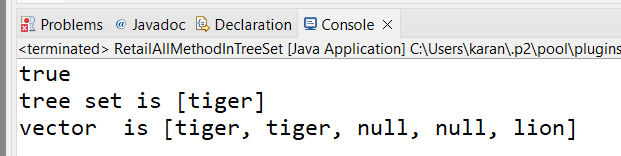 Problems @ Javadoc Declaration Console
<terminated> RetailAllMethodInTreeSet [Java Application] C:\Users\karan\.p2\pool\plugins
true
tree set is [tiger]
vector  is [tiger, tiger, null, null, lion]